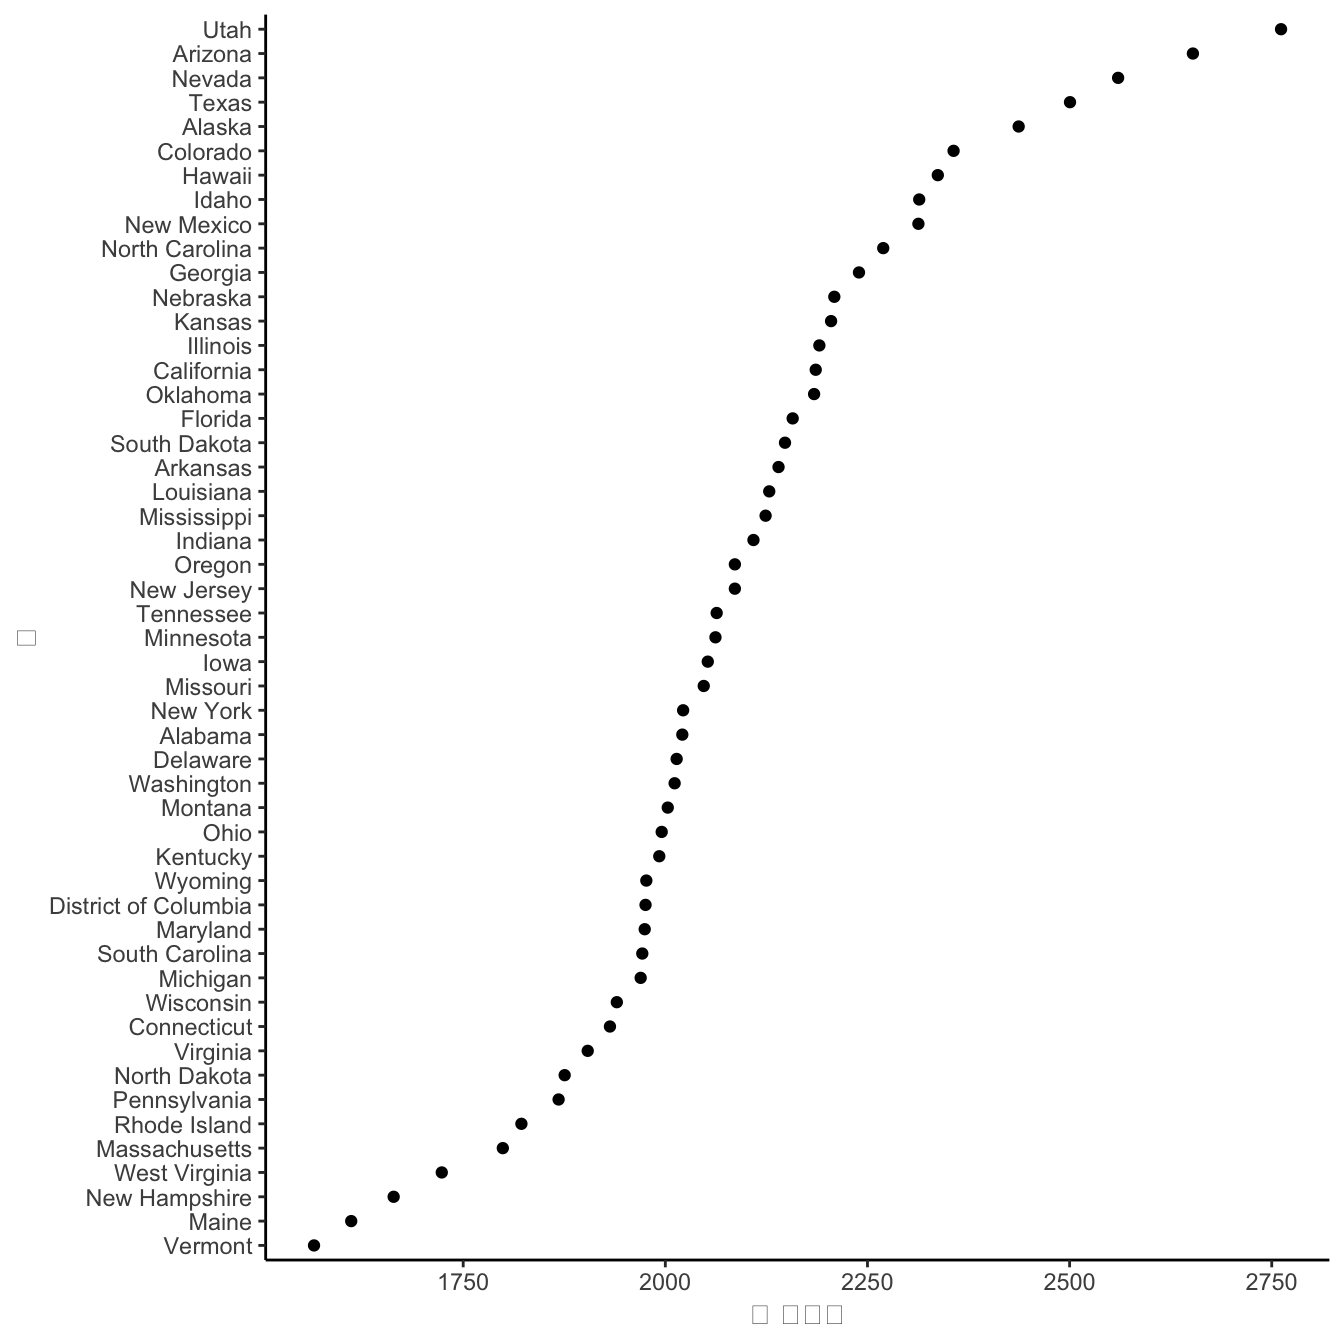 Utah
Arizona
Nevada
Texas
Alaska
Colorado
Hawaii
Idaho
New Mexico
North Carolina
Georgia
Nebraska
Kansas
Illinois
California
Oklahoma
Florida
South Dakota
Arkansas
Louisiana
Mississippi
Indiana
Oregon
New Jersey
Tennessee
Minnesota
Iowa
Missouri
New York
Alabama
Delaware
Washington
Montana
Ohio
Kentucky
Wyoming
District of Columbia
Maryland
South Carolina
Michigan
Wisconsin
Connecticut
Virginia
North Dakota
Pennsylvania
Rhode Island
Massachusetts
West Virginia
New Hampshire
Maine
Vermont
1750 2000 2250 2500 2750